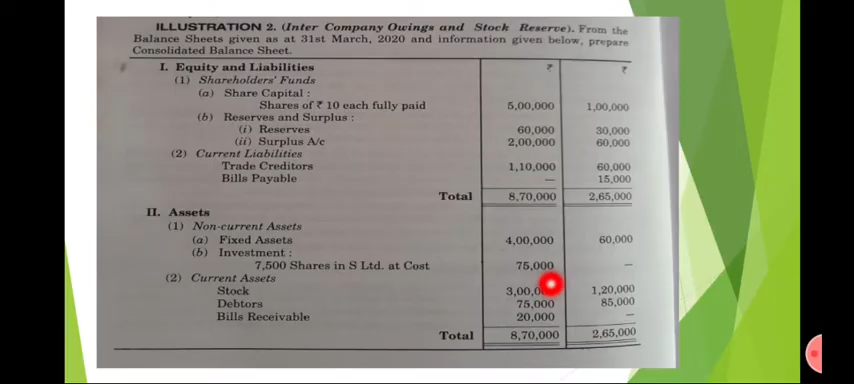 ILLUSTRATION 2. (Inter Company Owings and Stock Reserve). From the
Balance Sheets given as at 31st March, 2020 and information given below, prepare
Consolidated Balance Sheet.
I. Equity and Liabilities ₹ ₹
(1) Shareholders' Funds
(a) Share Capital :
Shares of ₹ 10 each fully paid 5,00,000 1,00,000
(b) Reserves and Surplus :
(i) Reserves 60,000 30,000
(ii) Surplus A/c 2,00,000 60,000
(2) Current Liabilities
Trade Creditors 1,10,000 60,000
Bills Payable — 15,000
Total 8,70,000 2,65,000
II. Assets
(1) Non-current Assets
(a) Fixed Assets 4,00,000 60,000
(b) Investment :
7,500 Shares in S Ltd. at Cost 75,000 —
(2) Current Assets
Stock 1,20,000
Debtors 75,000 85,000
Bills Receivable 20,000 —
Total 8,70,000 2,65,000